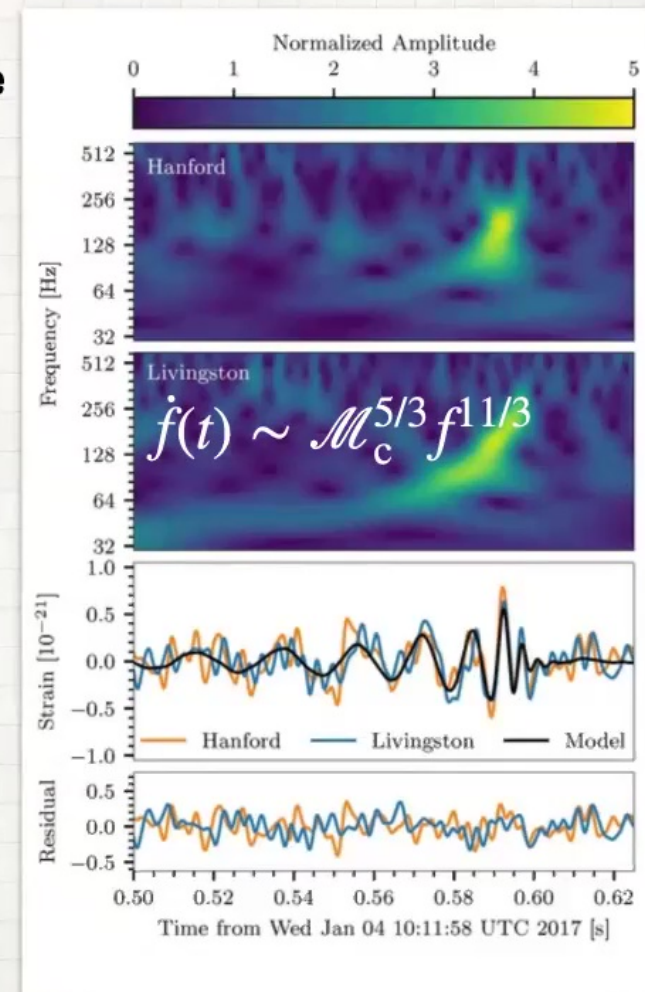 e
Normalized Amplitude
0 1 2 3 4 5
Hanford
512
256
128
64
32
Frequency [Hz]
Livingston
512
256
128
64
32
ḟ(t) ~ ℳ_c^{5/3} f^{11/3}
Strain [10⁻²¹]
1.0
0.5
0.0
−0.5
−1.0
Hanford Livingston Model
Residual
0.5
0.0
−0.5
0.50 0.52 0.54 0.56 0.58 0.60 0.62
Time from Wed Jan 04 10:11:58 UTC 2017 [s]